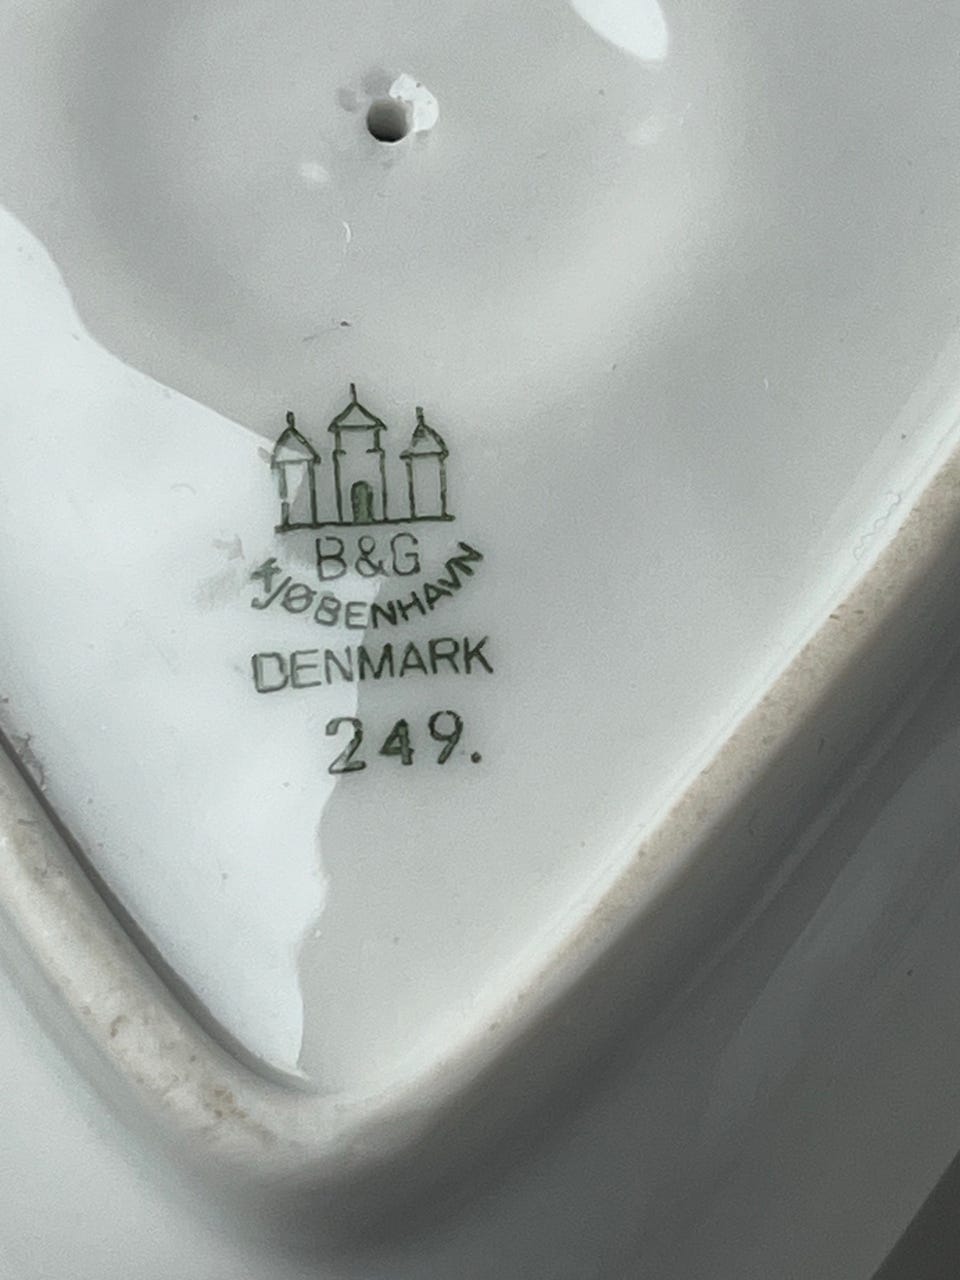 B&G
KJØBENHAVN
DENMARK
249.